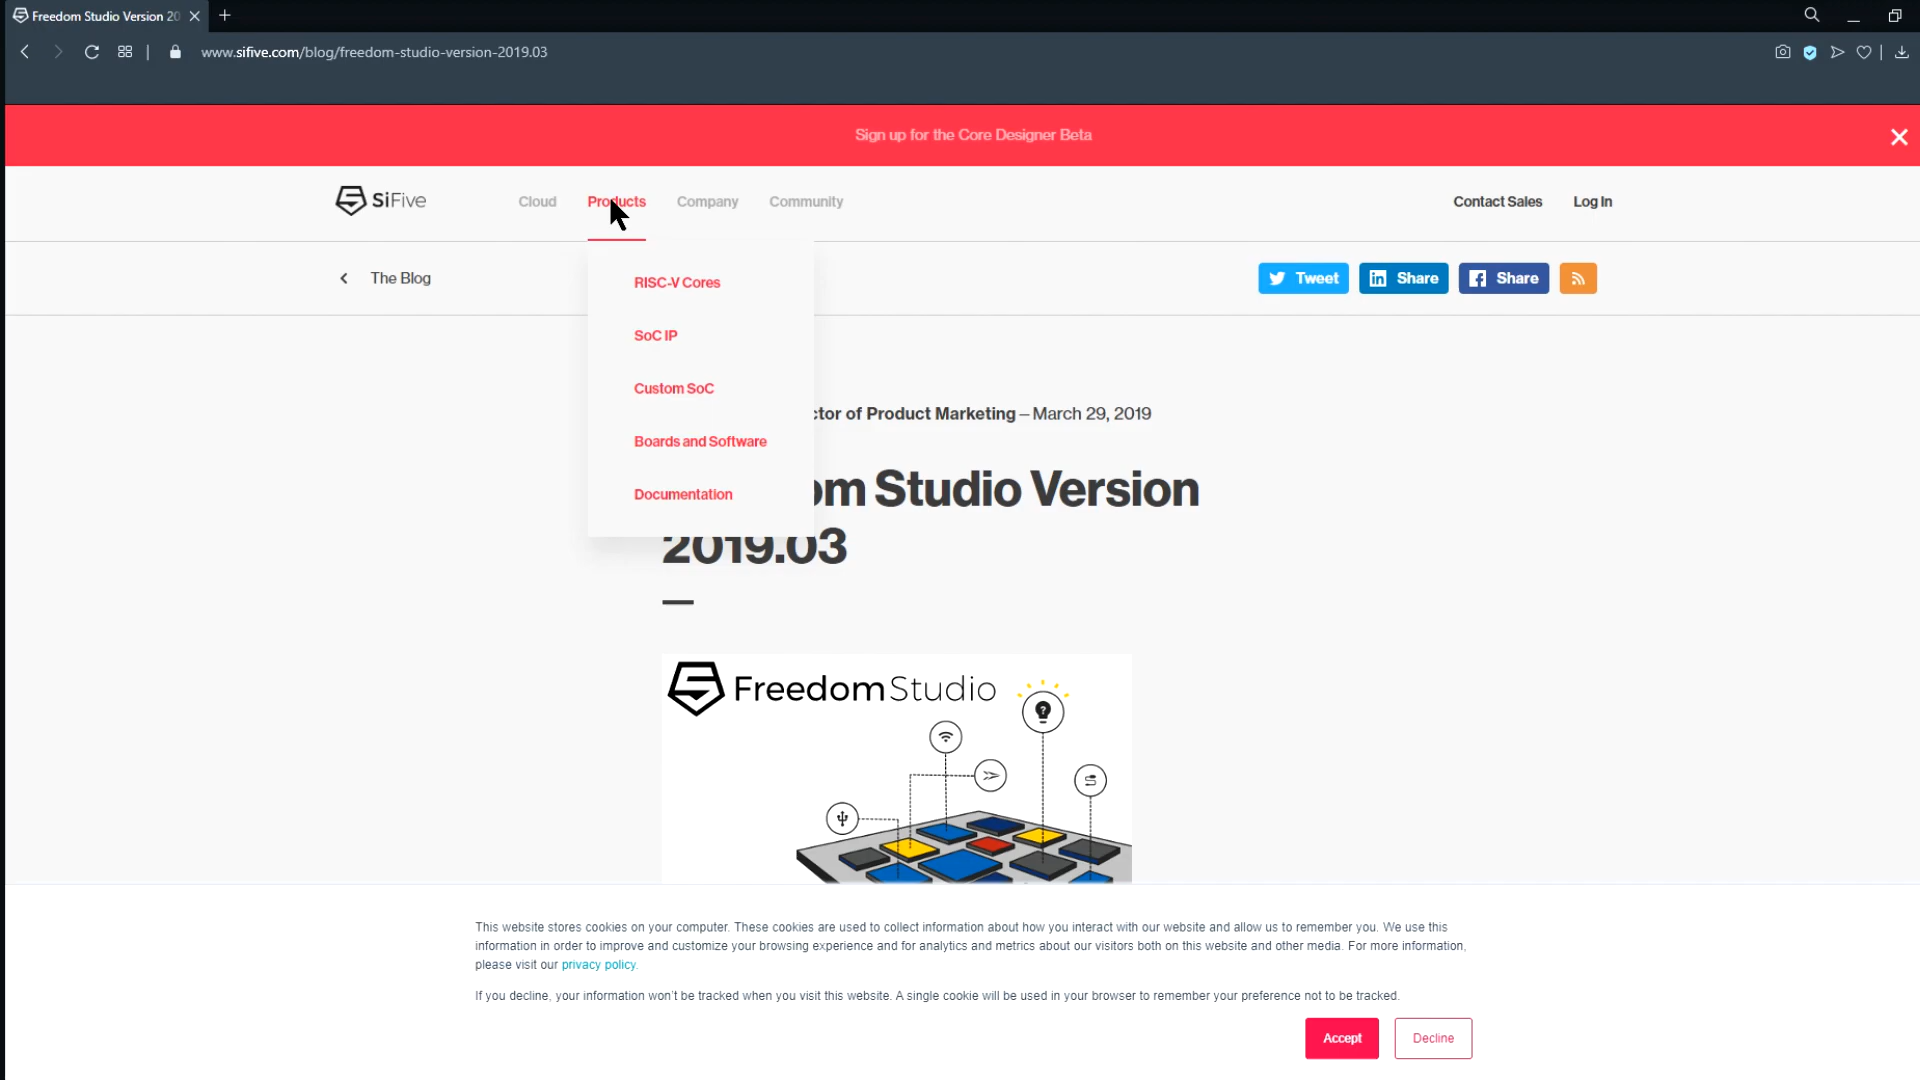 Freedom Studio Version 20
www.sifive.com/blog/freedom-studio-version-2019.03
Sign up for the Core Designer Beta
SiFive
Cloud
Products
Company
Community
Contact Sales
Log In
The Blog
Tweet
Share
Share
RISC-V Cores
SoC IP
Custom SoC
Boards and Software
Documentation
ctor of Product Marketing – March 29, 2019
om Studio Version
2019.03
Freedom Studio
This website stores cookies on your computer. These cookies are used to collect information about how you interact with our website and allow us to remember you. We use this
information in order to improve and customize your browsing experience and for analytics and metrics about our visitors both on this website and other media. For more information,
please visit our privacy policy.
If you decline, your information won't be tracked when you visit this website. A single cookie will be used in your browser to remember your preference not to be tracked.
Accept
Decline